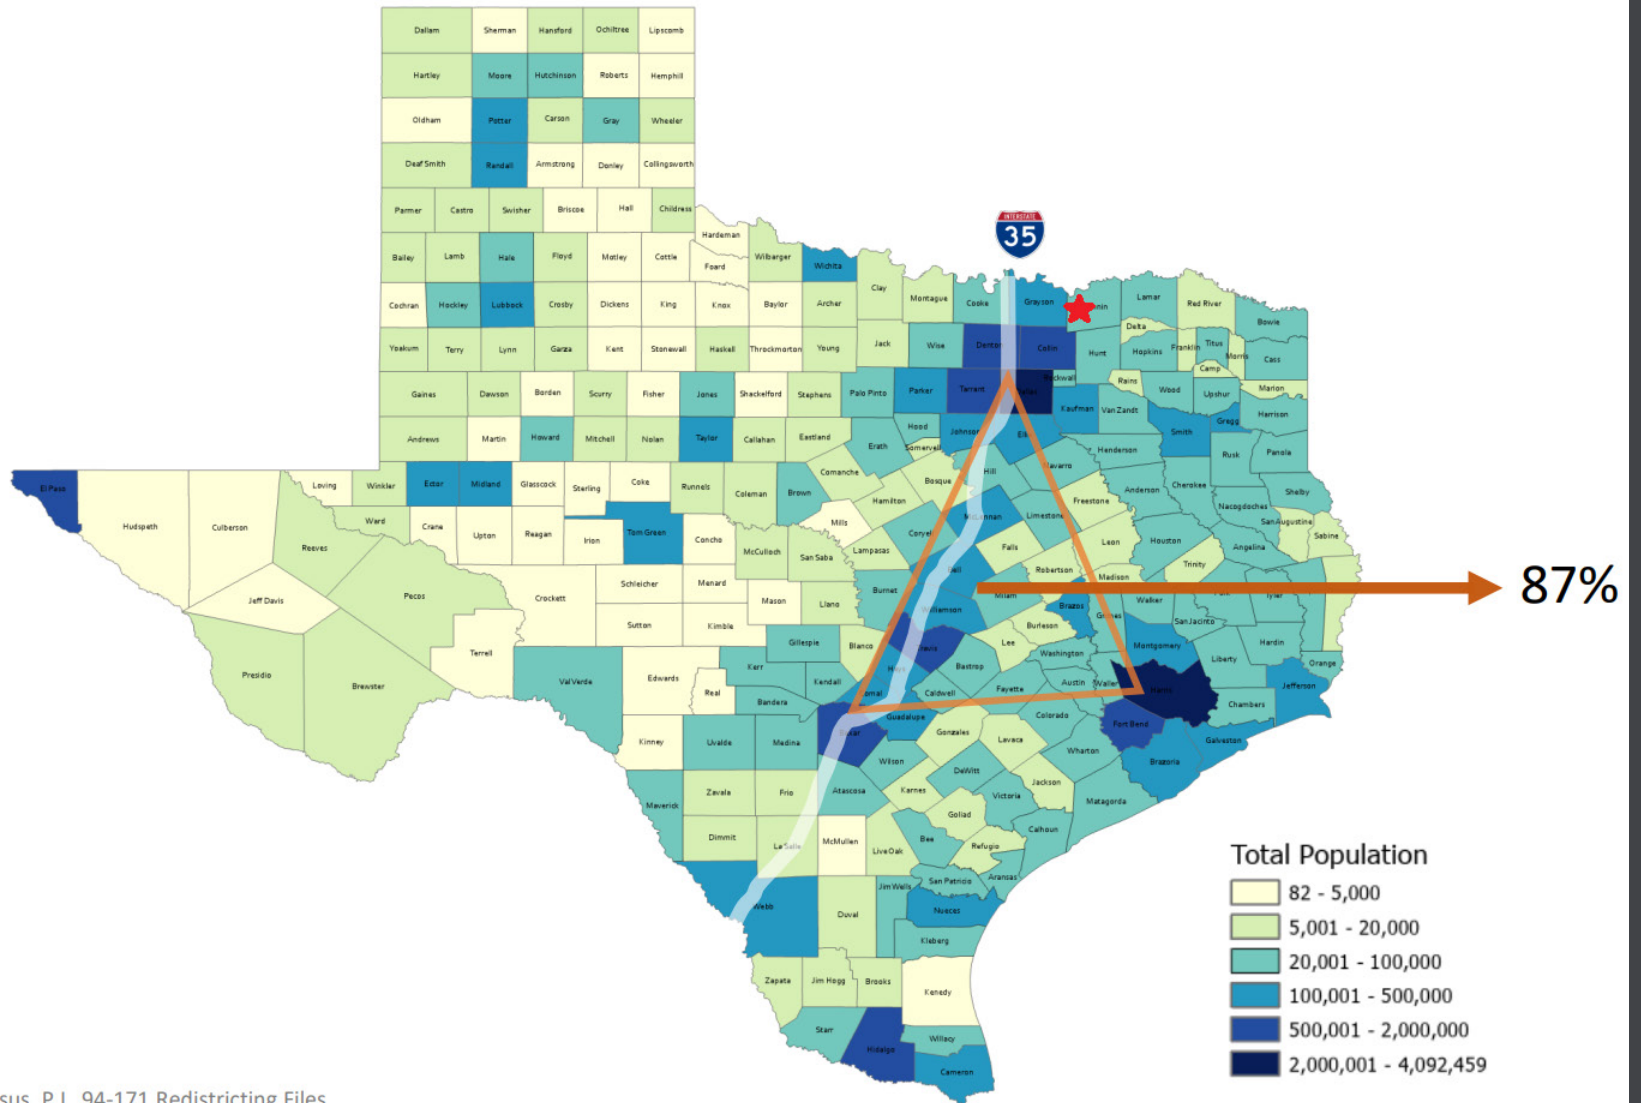 Dallam Sherman Hansford Ochiltree Lipscomb
Hartley Moore Hutchinson Roberts Hemphill
Oldham Potter Carson Gray Wheeler
Deaf Smith Randall Armstrong Donley Collingsworth
Parmer Castro Swisher Briscoe Hall Childress
INTERSTATE
35
Hardeman
Bailey Lamb Hale Floyd Motley Cottle Foard Wilbarger Wichita
Cochran Hockley Lubbock Crosby Dickens King Knox Baylor Archer Clay Montague Cooke Grayson nnin Lamar Red River Bowie
Delta
Yoakum Terry Lynn Garza Kent Stonewall Haskell Throckmorton Young Jack Wise Denton Collin Hunt Hopkins Franklin Titus Morris Cass
Camp
Gaines Dawson Borden Scurry Fisher Jones Shackelford Stephens Palo Pinto Parker Tarrant Rockwall Rains Wood Upshur Marion
Kaufman Van Zandt Harrison
Andrews Martin Howard Mitchell Nolan Taylor Callahan Eastland Erath Hood Johnson Smith Gregg
Somervell Henderson Rusk Panola
El Paso Hudspeth Culberson Loving Winkler Ector Midland Glasscock Sterling Coke Runnels Coleman Brown Comanche Bosque Hill Navarro
Hamilton Freestone Anderson Cherokee Shelby
Reeves Ward Crane Upton Reagan Irion Tom Green Concho Mills McLennan Limestone Nacogdoches San Augustine
McCulloch San Saba Lampasas Coryell Falls Leon Houston Angelina Sabine
Jeff Davis Pecos Crockett Schleicher Menard Mason Llano Burnet Bell Robertson Madison Trinity
87%
Milam Walker Tyler
Sutton Kimble Williamson Brazos Grimes San Jacinto
Presidio Brewster Terrell Val Verde Edwards Gillespie Blanco Travis Lee Burleson Washington Montgomery Hardin
Real Kerr Kendall Hays Bastrop Liberty Orange
Bandera Comal Caldwell Fayette Austin Waller Harris Chambers Jefferson
Kinney Uvalde Medina Bexar Guadalupe Gonzales Lavaca Colorado Fort Bend Galveston
Wilson Wharton Brazoria
Maverick Zavala Frio Atascosa Karnes DeWitt Victoria Jackson Matagorda
Goliad
Dimmit La Salle McMullen Live Oak Bee Refugio Calhoun
Webb Duval Jim Wells San Patricio Aransas
Nueces
Kleberg
Zapata Jim Hogg Brooks Kenedy
Starr Hidalgo Willacy
Cameron
Total Population
82 - 5,000
5,001 - 20,000
20,001 - 100,000
100,001 - 500,000
500,001 - 2,000,000
2,000,001 - 4,092,459
sus, P.L. 94-171 Redistricting Files